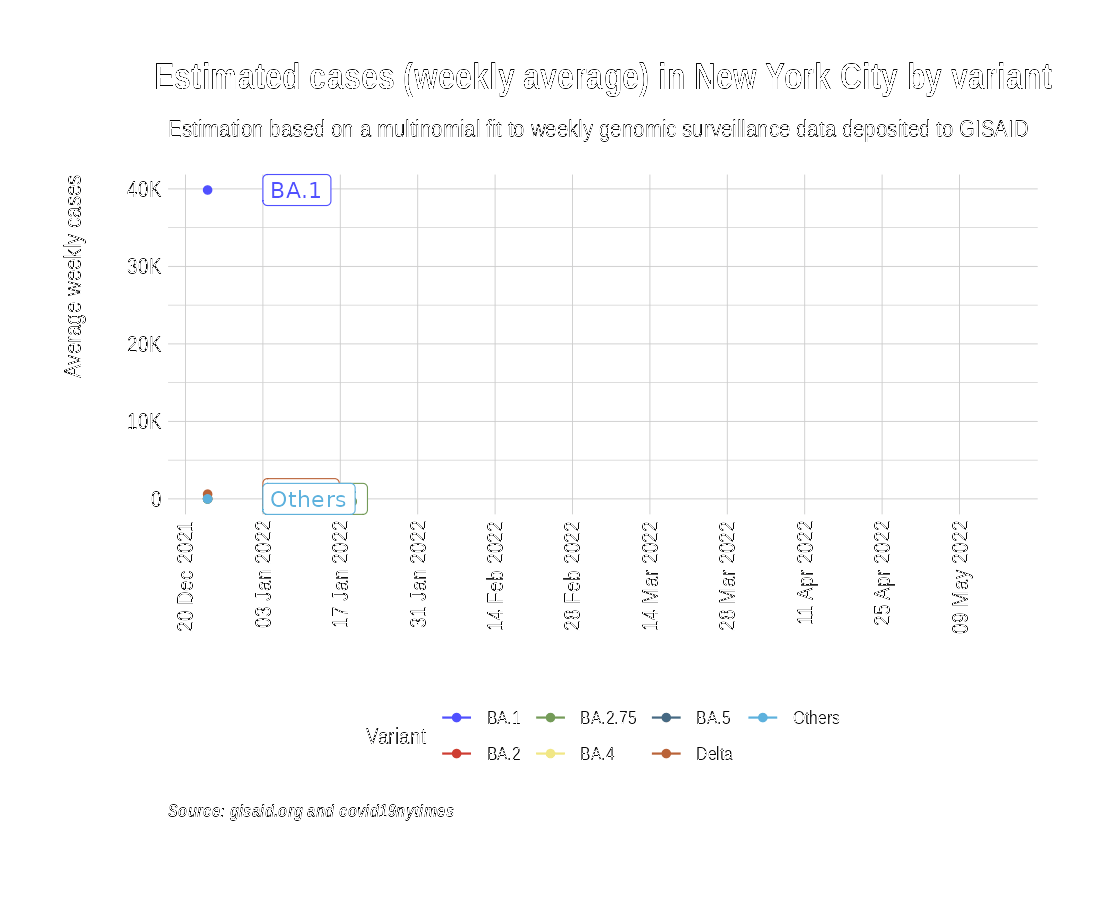 Estimated cases (weekly average) in New York City by variant
Estimation based on a multinomial fit to weekly genomic surveillance data deposited to GISAID
Average weekly cases
40K
30K
20K
10K
0
BA.1
Others
20 Dec 2021
03 Jan 2022
17 Jan 2022
31 Jan 2022
14 Feb 2022
28 Feb 2022
14 Mar 2022
28 Mar 2022
11 Apr 2022
25 Apr 2022
09 May 2022
Variant
BA.1
BA.2.75
BA.5
Others
BA.2
BA.4
Delta
Source: gisaid.org and covid19nytimes